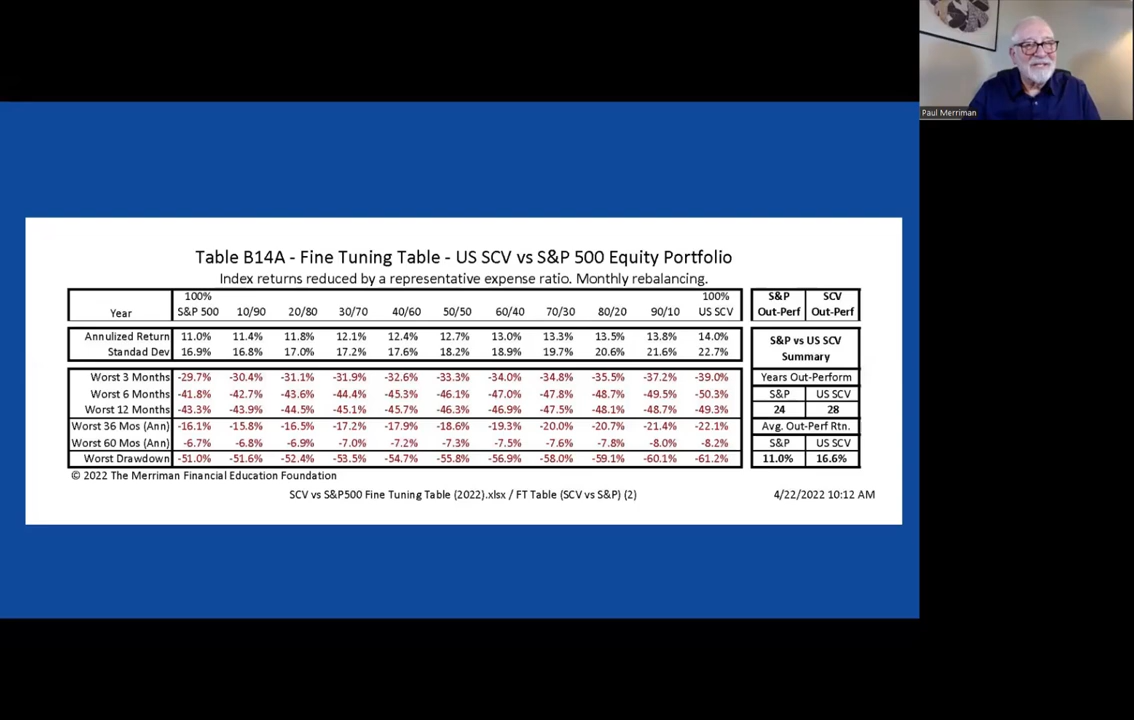 Paul Merriman
Table B14A - Fine Tuning Table - US SCV vs S&P 500 Equity Portfolio
Index returns reduced by a representative expense ratio. Monthly rebalancing.
100% 100% S&P SCV
Year S&P 500 10/90 20/80 30/70 40/60 50/50 60/40 70/30 80/20 90/10 US SCV Out-Perf Out-Perf
Annulized Return 11.0% 11.4% 11.8% 12.1% 12.4% 12.7% 13.0% 13.3% 13.5% 13.8% 14.0% S&P vs US SCV
Standad Dev 16.9% 16.8% 17.0% 17.2% 17.6% 18.2% 18.9% 19.7% 20.6% 21.6% 22.7% Summary
Worst 3 Months -29.7% -30.4% -31.1% -31.9% -32.6% -33.3% -34.0% -34.8% -35.5% -37.2% -39.0% Years Out-Perform
Worst 6 Months -41.8% -42.7% -43.6% -44.4% -45.3% -46.1% -47.0% -47.8% -48.7% -49.5% -50.3% S&P US SCV
Worst 12 Months -43.3% -43.9% -44.5% -45.1% -45.7% -46.3% -46.9% -47.5% -48.1% -48.7% -49.3% 24 28
Worst 36 Mos (Ann) -16.1% -15.8% -16.5% -17.2% -17.9% -18.6% -19.3% -20.0% -20.7% -21.4% -22.1% Avg. Out-Perf Rtn.
Worst 60 Mos (Ann) -6.7% -6.8% -6.9% -7.0% -7.2% -7.3% -7.5% -7.6% -7.8% -8.0% -8.2% S&P US SCV
Worst Drawdown -51.0% -51.6% -52.4% -53.5% -54.7% -55.8% -56.9% -58.0% -59.1% -60.1% -61.2% 11.0% 16.6%
© 2022 The Merriman Financial Education Foundation
SCV vs S&P500 Fine Tuning Table (2022).xlsx / FT Table (SCV vs S&P) (2) 4/22/2022 10:12 AM